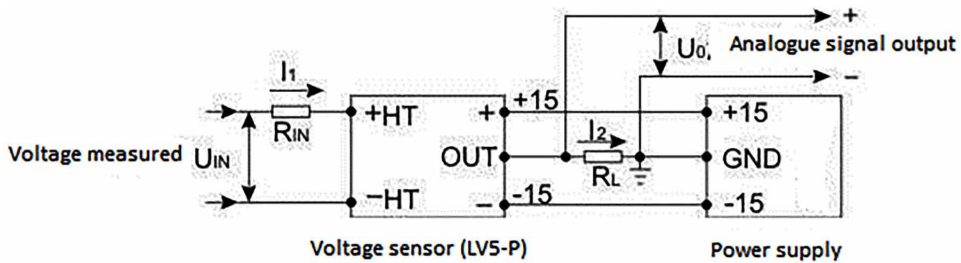 +
Analogue signal output
U0.
−
I1
+15
+HT
+
+15
RIN
I2
Voltage measured
UIN
OUT
GND
RL
−HT
−
-15
-15
Voltage sensor (LV5-P)
Power supply